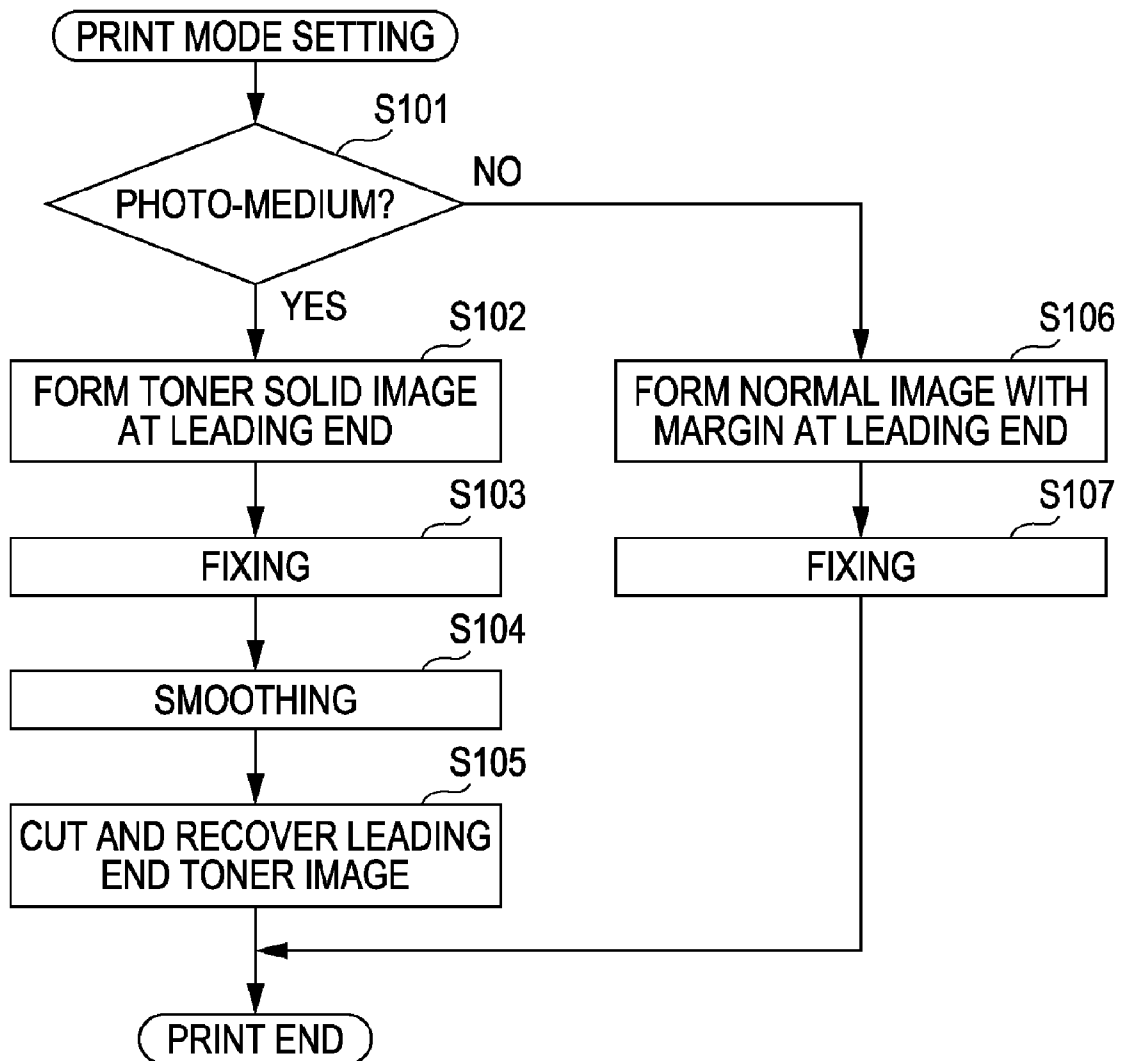 PRINT MODE SETTING
S101
PHOTO-MEDIUM?
NO
YES
S102
FORM TONER SOLID IMAGE
AT LEADING END
S103
FIXING
S104
SMOOTHING
S105
CUT AND RECOVER LEADING
END TONER IMAGE
S106
FORM NORMAL IMAGE WITH
MARGIN AT LEADING END
S107
FIXING
PRINT END